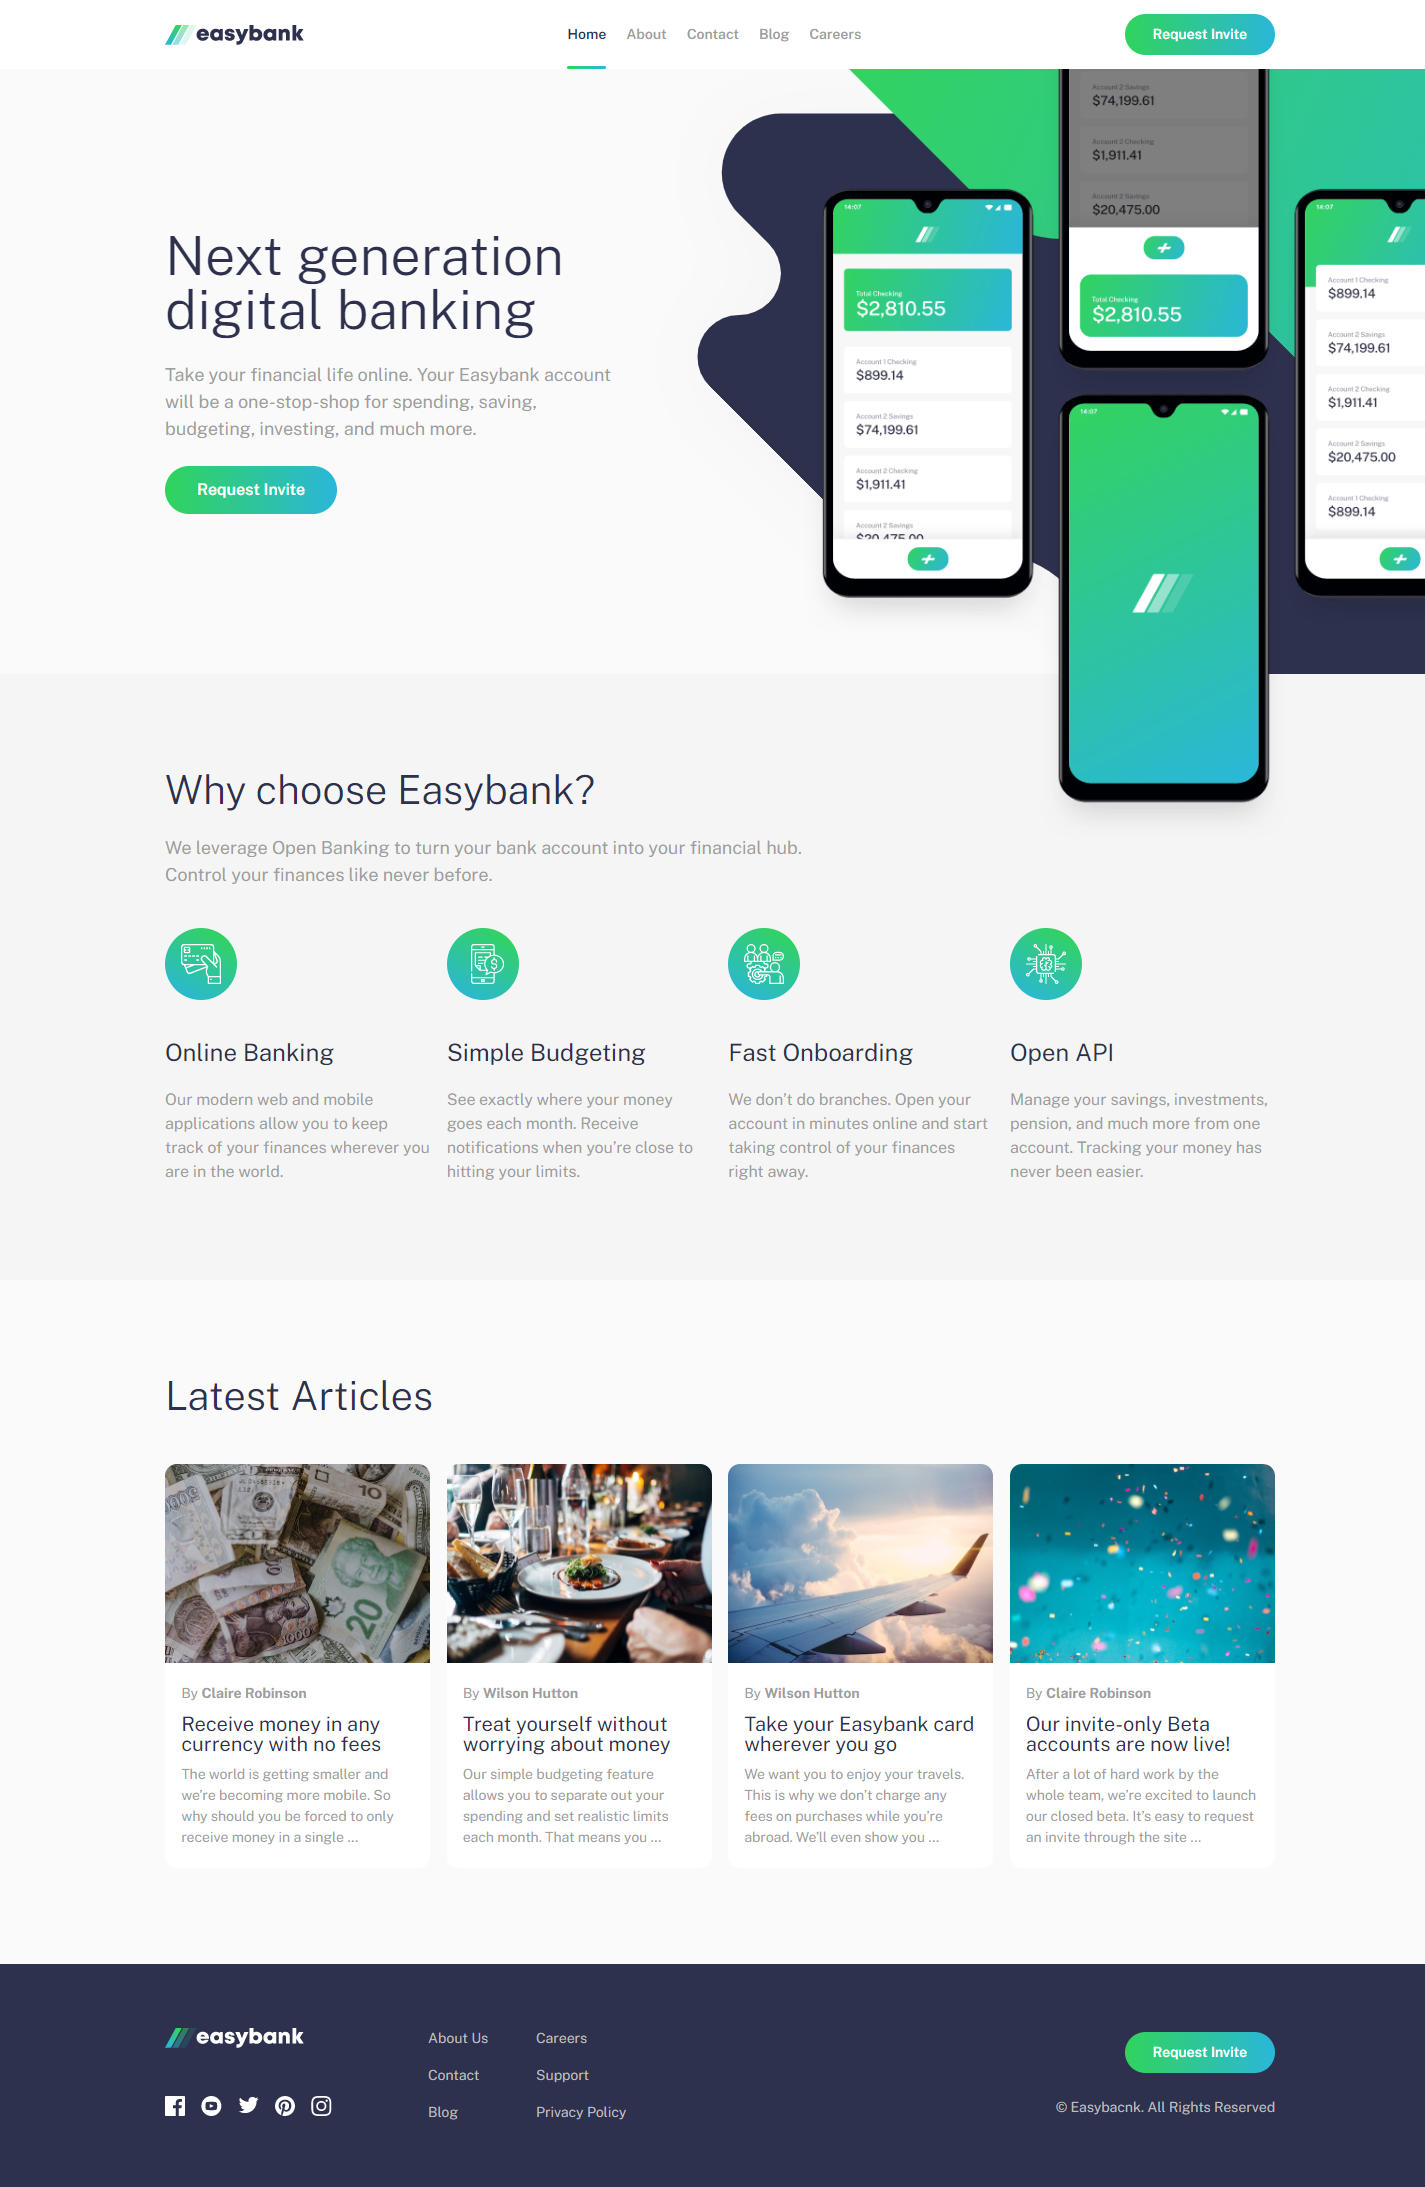 easybank
Home About Contact Blog Careers
Request Invite
Next generation
digital banking
Take your financial life online. Your Easybank account
will be a one-stop-shop for spending, saving,
budgeting, investing, and much more.
Request Invite
14:07
Total Checking
$2,810.55
Account 1 Checking
$899.14
Account 2 Savings
$74,199.61
Account 2 Checking
$1,911.41
Account 2 Savings
$20,475.00
Account 2 Savings
$74,199.61
Account 2 Checking
$1,911.41
Account 2 Savings
$20,475.00
Total Checking
$2,810.55
14:07
14:07
Account 1 Checking
$899.14
Account 2 Savings
$74,199.61
Account 2 Checking
$1,911.41
Account 2 Savings
$20,475.00
Account 1 Checking
$899.14
Why choose Easybank?
We leverage Open Banking to turn your bank account into your financial hub.
Control your finances like never before.
Online Banking
Our modern web and mobile
applications allow you to keep
track of your finances wherever you
are in the world.
Simple Budgeting
See exactly where your money
goes each month. Receive
notifications when you’re close to
hitting your limits.
Fast Onboarding
We don’t do branches. Open your
account in minutes online and start
taking control of your finances
right away.
Open API
Manage your savings, investments,
pension, and much more from one
account. Tracking your money has
never been easier.
Latest Articles
10
20
1000
By Claire Robinson
Receive money in any
currency with no fees
The world is getting smaller and
we’re becoming more mobile. So
why should you be forced to only
receive money in a single ...
By Wilson Hutton
Treat yourself without
worrying about money
Our simple budgeting feature
allows you to separate out your
spending and set realistic limits
each month. That means you ...
By Wilson Hutton
Take your Easybank card
wherever you go
We want you to enjoy your travels.
This is why we don’t charge any
fees on purchases while you’re
abroad. We’ll even show you ...
By Claire Robinson
Our invite-only Beta
accounts are now live!
After a lot of hard work by the
whole team, we’re excited to launch
our closed beta. It’s easy to request
an invite through the site ...
easybank
About Us
Contact
Blog
Careers
Support
Privacy Policy
Request Invite
© Easybacnk. All Rights Reserved